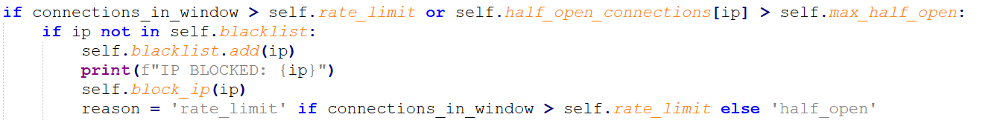 if connections_in_window > self.rate_limit or self.half_open_connections[ip] > self.max_half_open:
    if ip not in self.blacklist:
        self.blacklist.add(ip)
        print(f"IP BLOCKED: {ip}")
        self.block_ip(ip)
        reason = 'rate_limit' if connections_in_window > self.rate_limit else 'half_open'